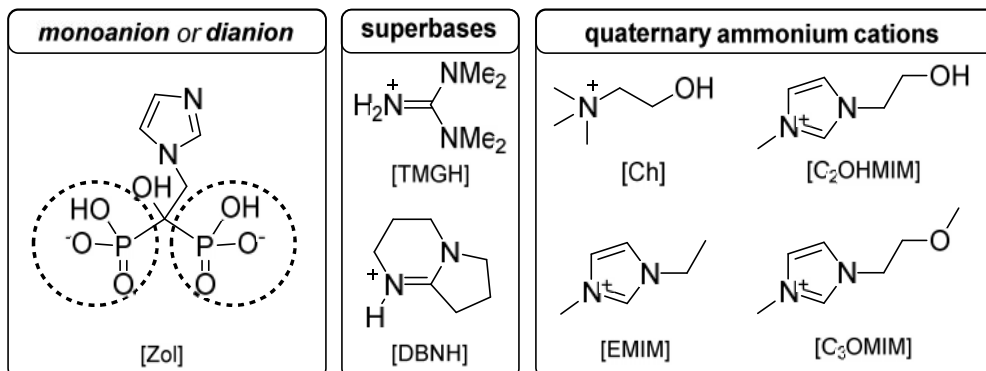 monoanion or dianion
N
N
OH
HO
OH
-O
P
P
O-
O
O
[Zol]
superbases
+
H2N
NMe2
NMe2
[TMGH]
N
+
N
H
[DBNH]
quaternary ammonium cations
+
N
OH
[Ch]
OH
N
N+
[C2OHMIM]
N
N+
[EMIM]
O
N
N+
[C3OMIM]